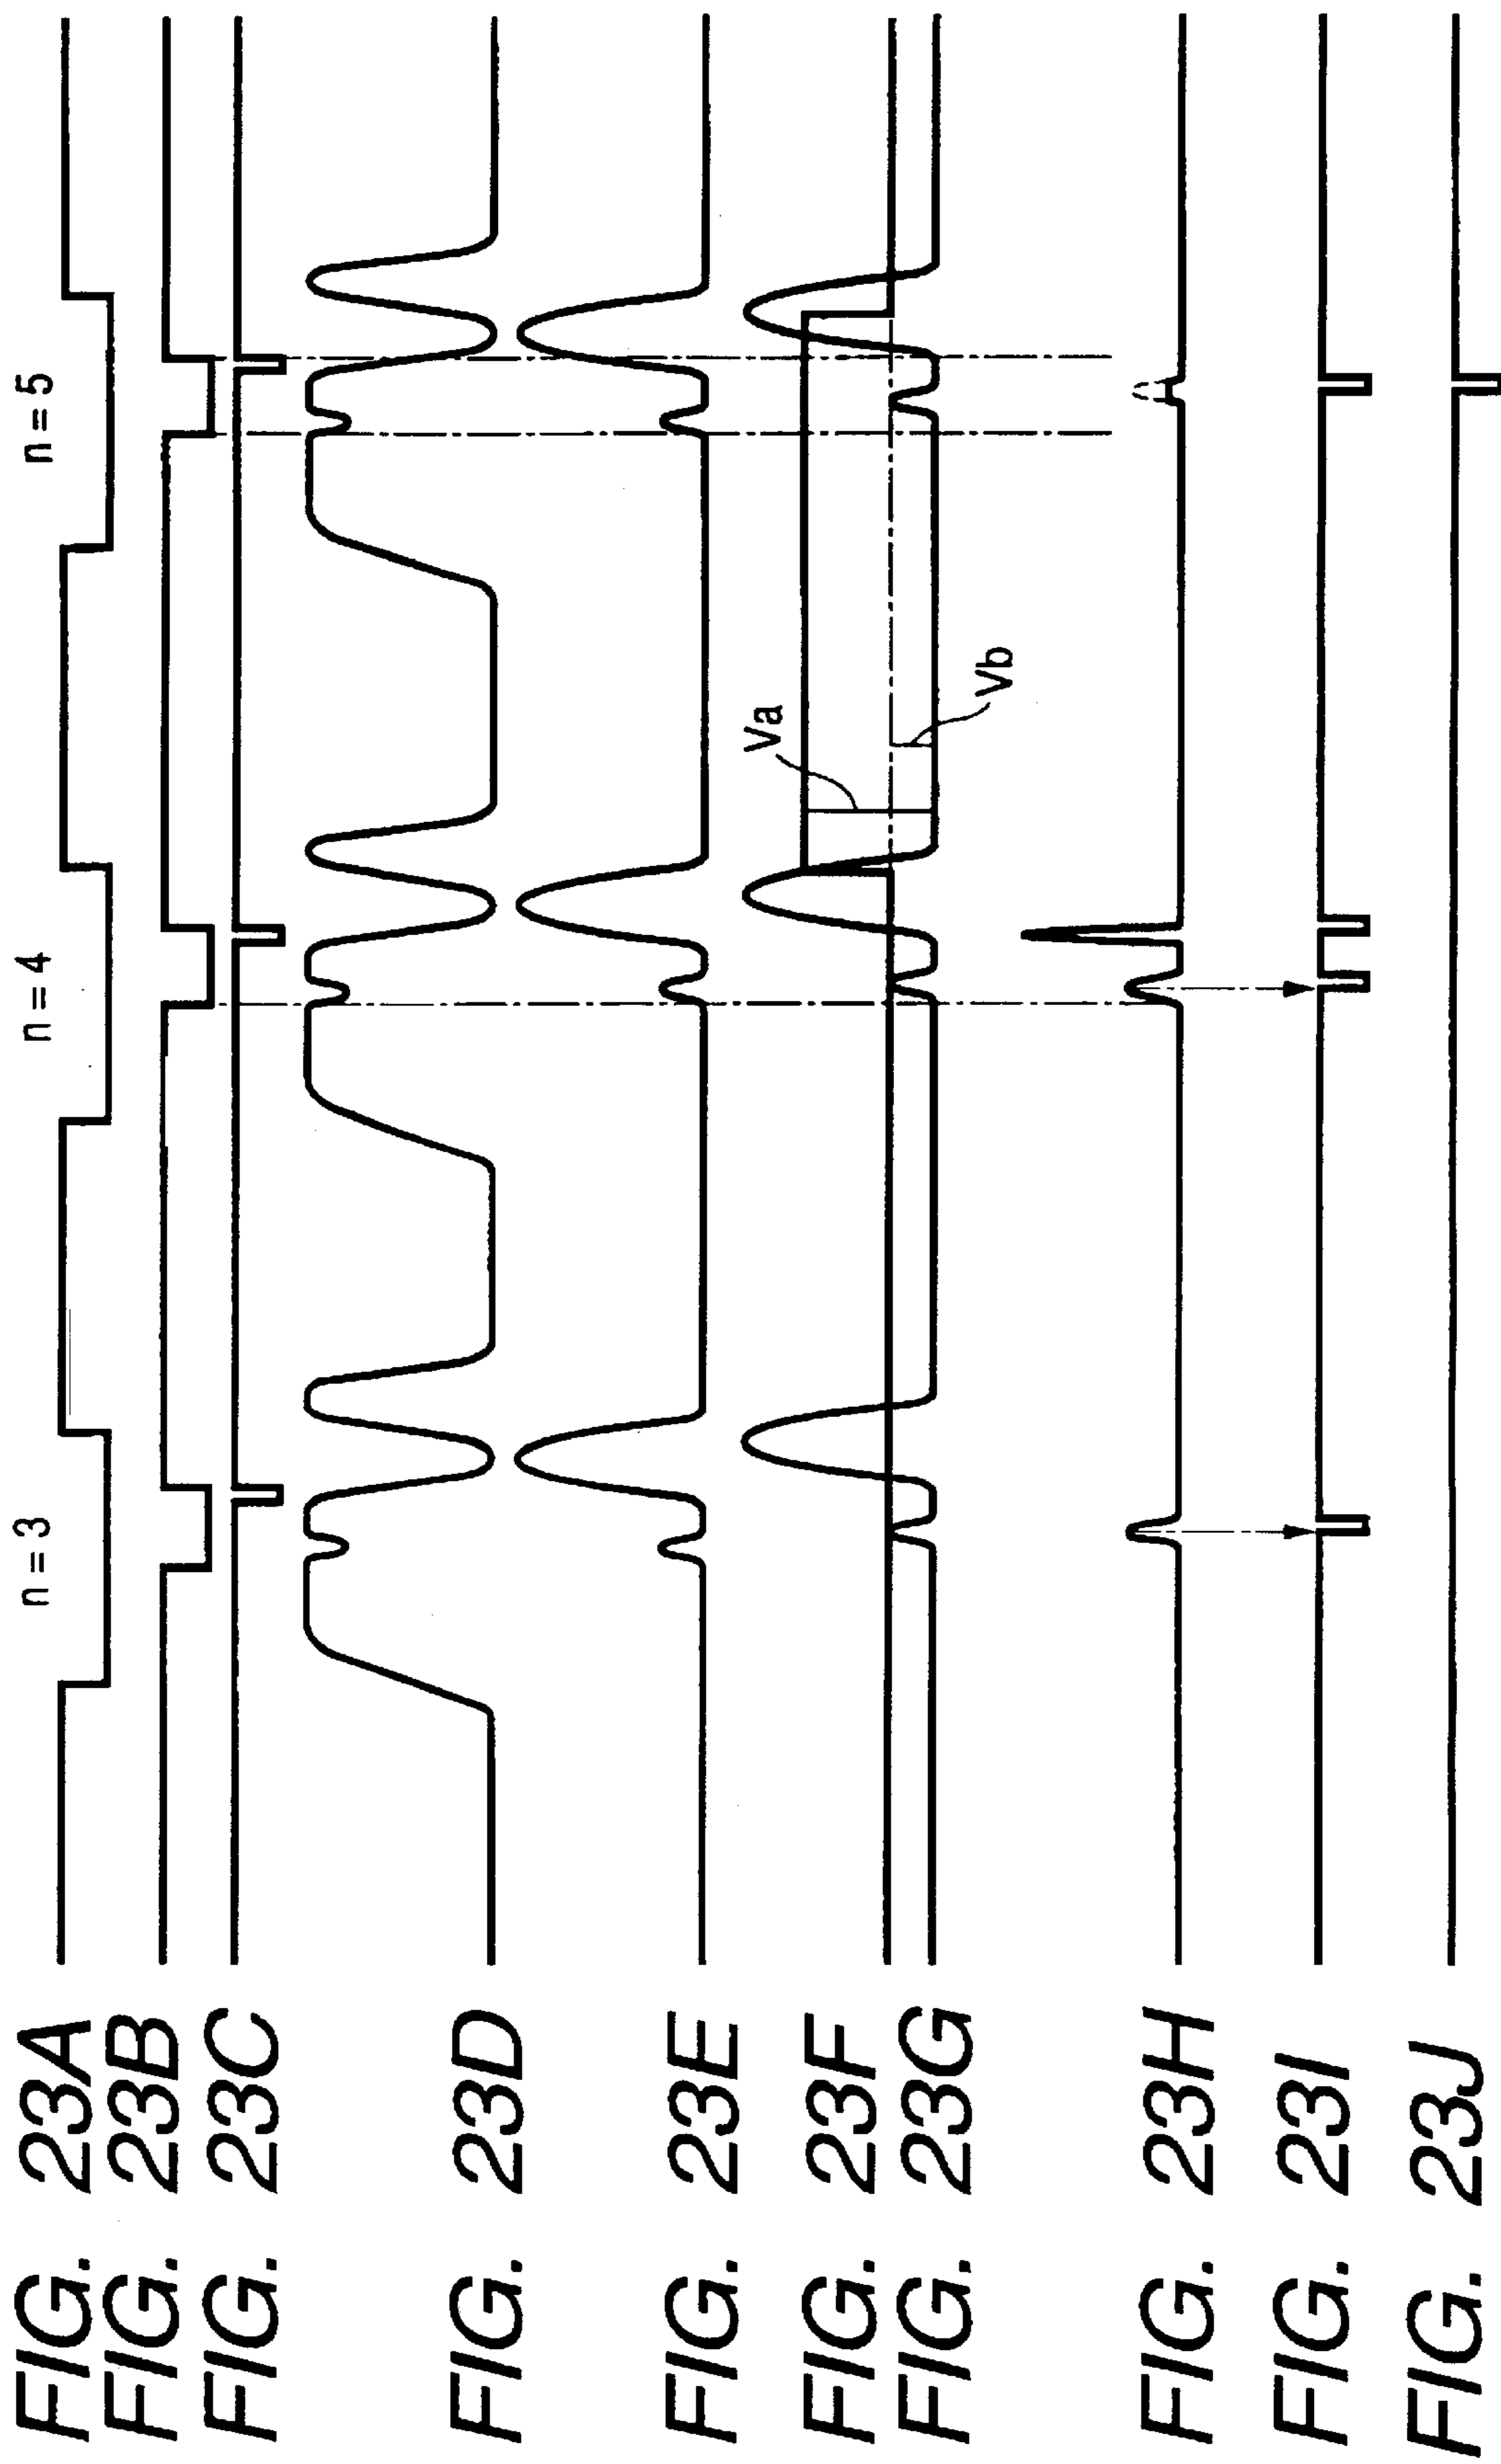 FIG. 23A
n = 3
n = 4
n = 5
FIG. 23B
FIG. 23C
FIG. 23D
FIG. 23E
FIG. 23F
Va
FIG. 23G
Vb
FIG. 23H
FIG. 23I
FIG. 23J